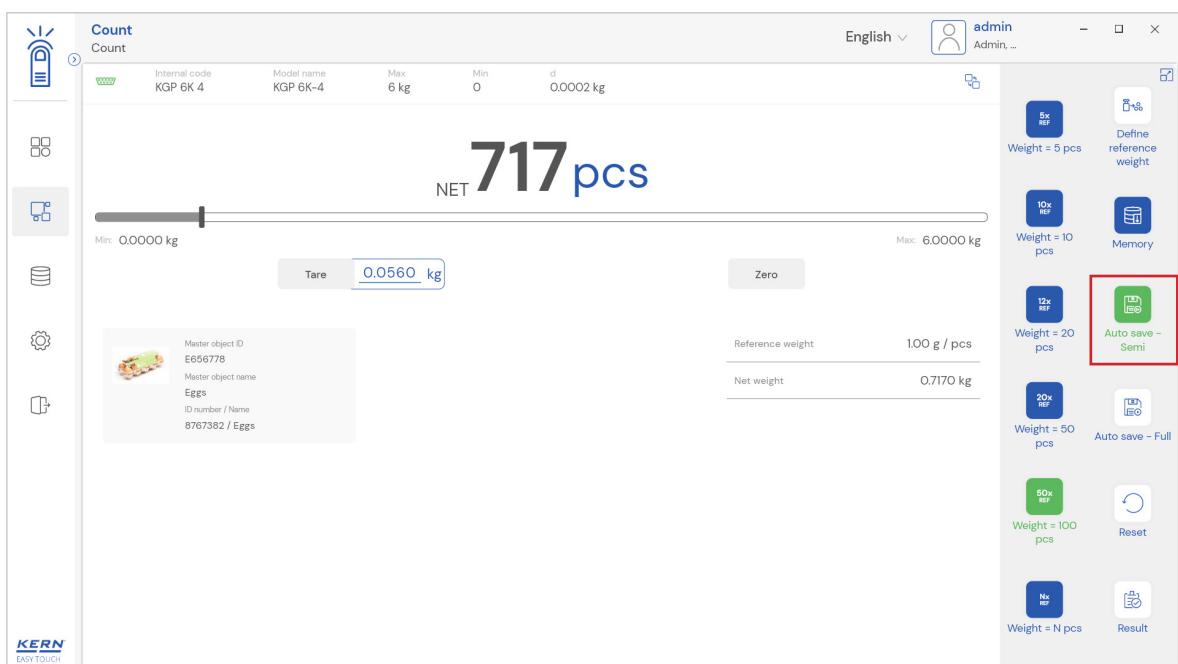 Count
Count
English
admin
Admin, ...
Internal code
KGP 6K 4
Model name
KGP 6K-4
Max
6 kg
Min
0
d
0.0002 kg
NET 717 pcs
Min: 0.0000 kg
Max: 6.0000 kg
Tare 0.0560 kg
Zero
Master object ID
E656778
Master object name
Eggs
ID number / Name
8767382 / Eggs
Reference weight 1.00 g / pcs
Net weight 0.7170 kg
5x
REF
Weight = 5 pcs
Define
reference
weight
10x
REF
Weight = 10
pcs
Memory
12x
REF
Weight = 20
pcs
Auto save -
Semi
20x
REF
Weight = 50
pcs
Auto save - Full
50x
REF
Weight = 100
pcs
Reset
Nx
REF
Weight = N pcs
Result
KERN
EASY TOUCH